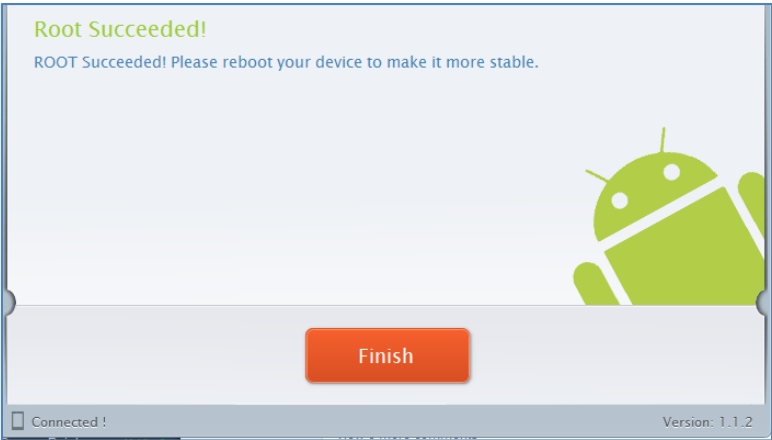 Root Succeeded!
ROOT Succeeded! Please reboot your device to make it more stable.
Finish
Connected !
Version: 1.1.2